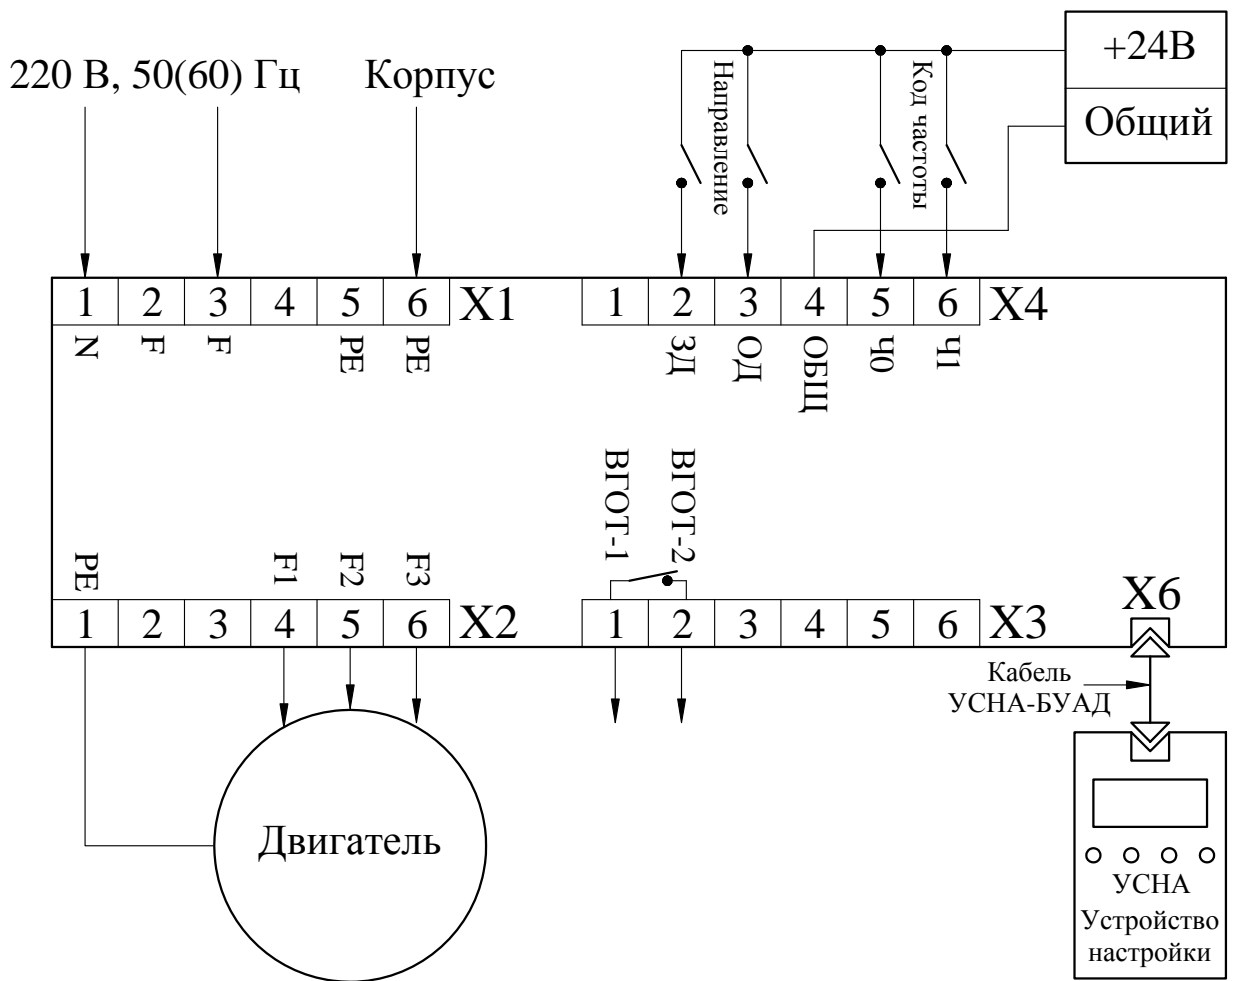 220 В, 50(60) Гц
Корпус
Направление
Код частоты
+24В
Общий
1 2 3 4 5 6 X1
N F F PE PE
1 2 3 4 5 6 X4
ЗД ОД ОБЩ Ч0 Ч1
PE F1 F2 F3
1 2 3 4 5 6 X2
ВГОТ-1 ВГОТ-2
1 2 3 4 5 6 X3
X6
Кабель
УСНА-БУАД
Двигатель
УСНА
Устройство
настройки